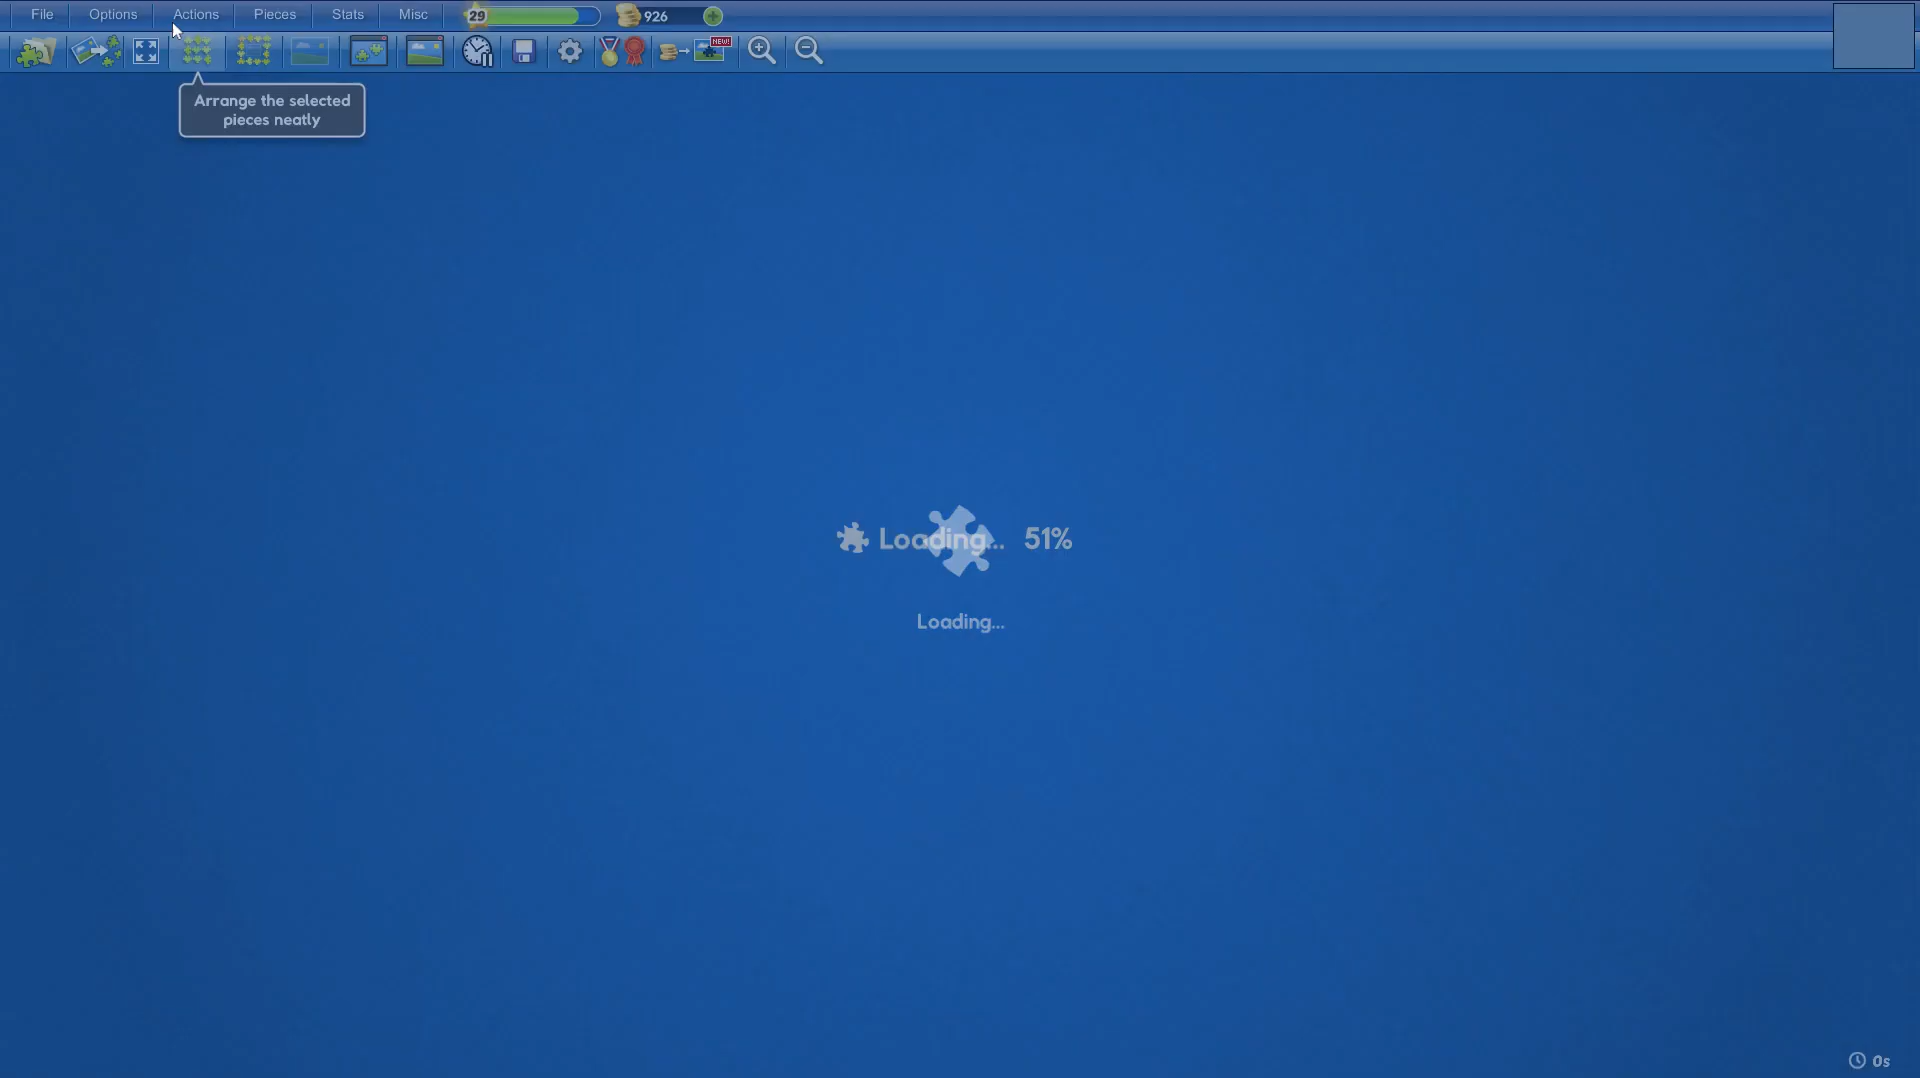 File Options Actions Pieces Stats Misc 29 926
NEW!
Arrange the selected
pieces neatly
Loading... 51%
Loading...
0s